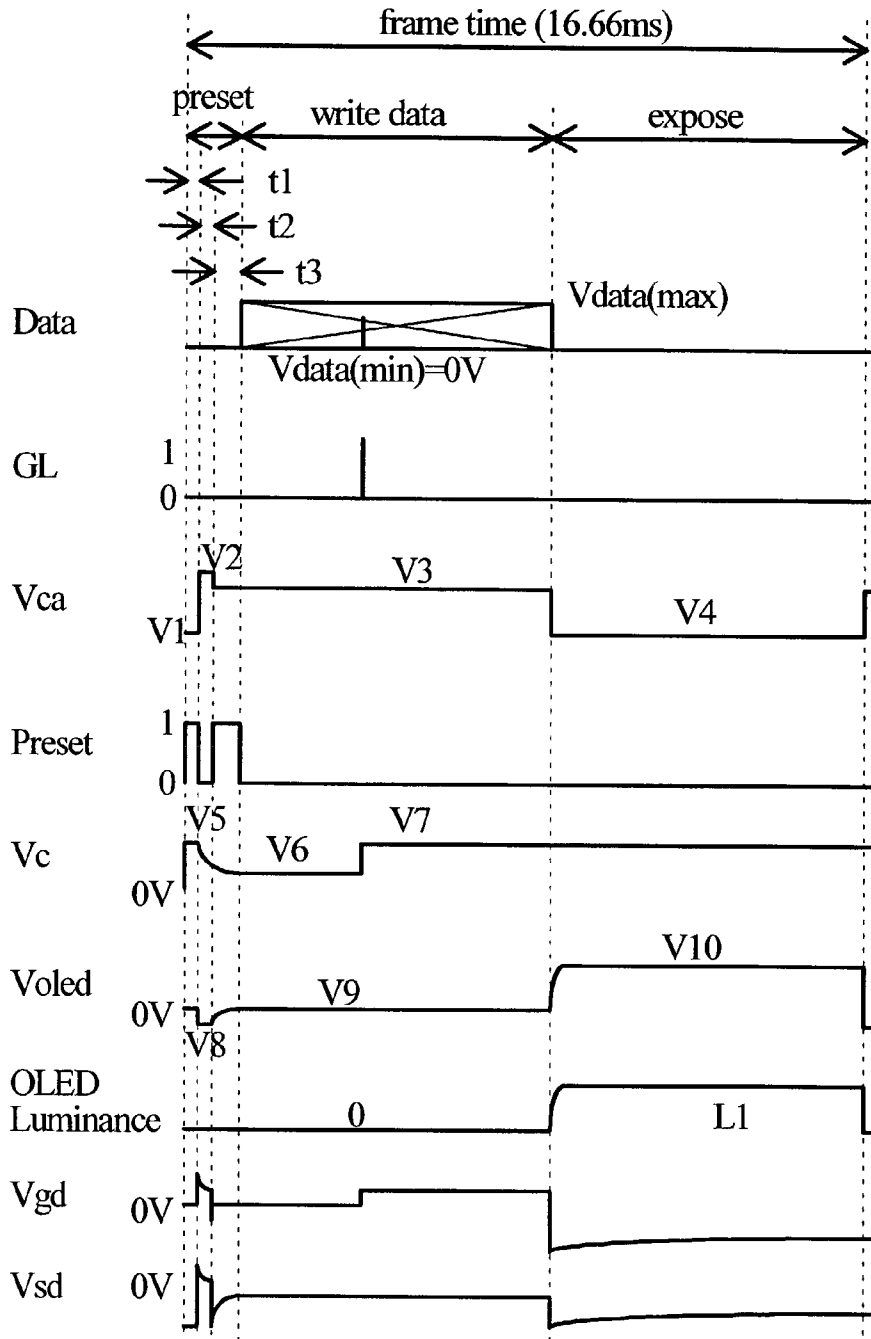 frame time (16.66ms)
preset
write data
expose
t1
t2
t3
Data
Vdata(max)
Vdata(min)=0V
GL
1
0
Vca
V1
V2
V3
V4
Preset
1
0
Vc
V5
V6
V7
0V
Voled
0V
V8
V9
V10
OLED
Luminance
0
L1
Vgd
0V
Vsd
0V